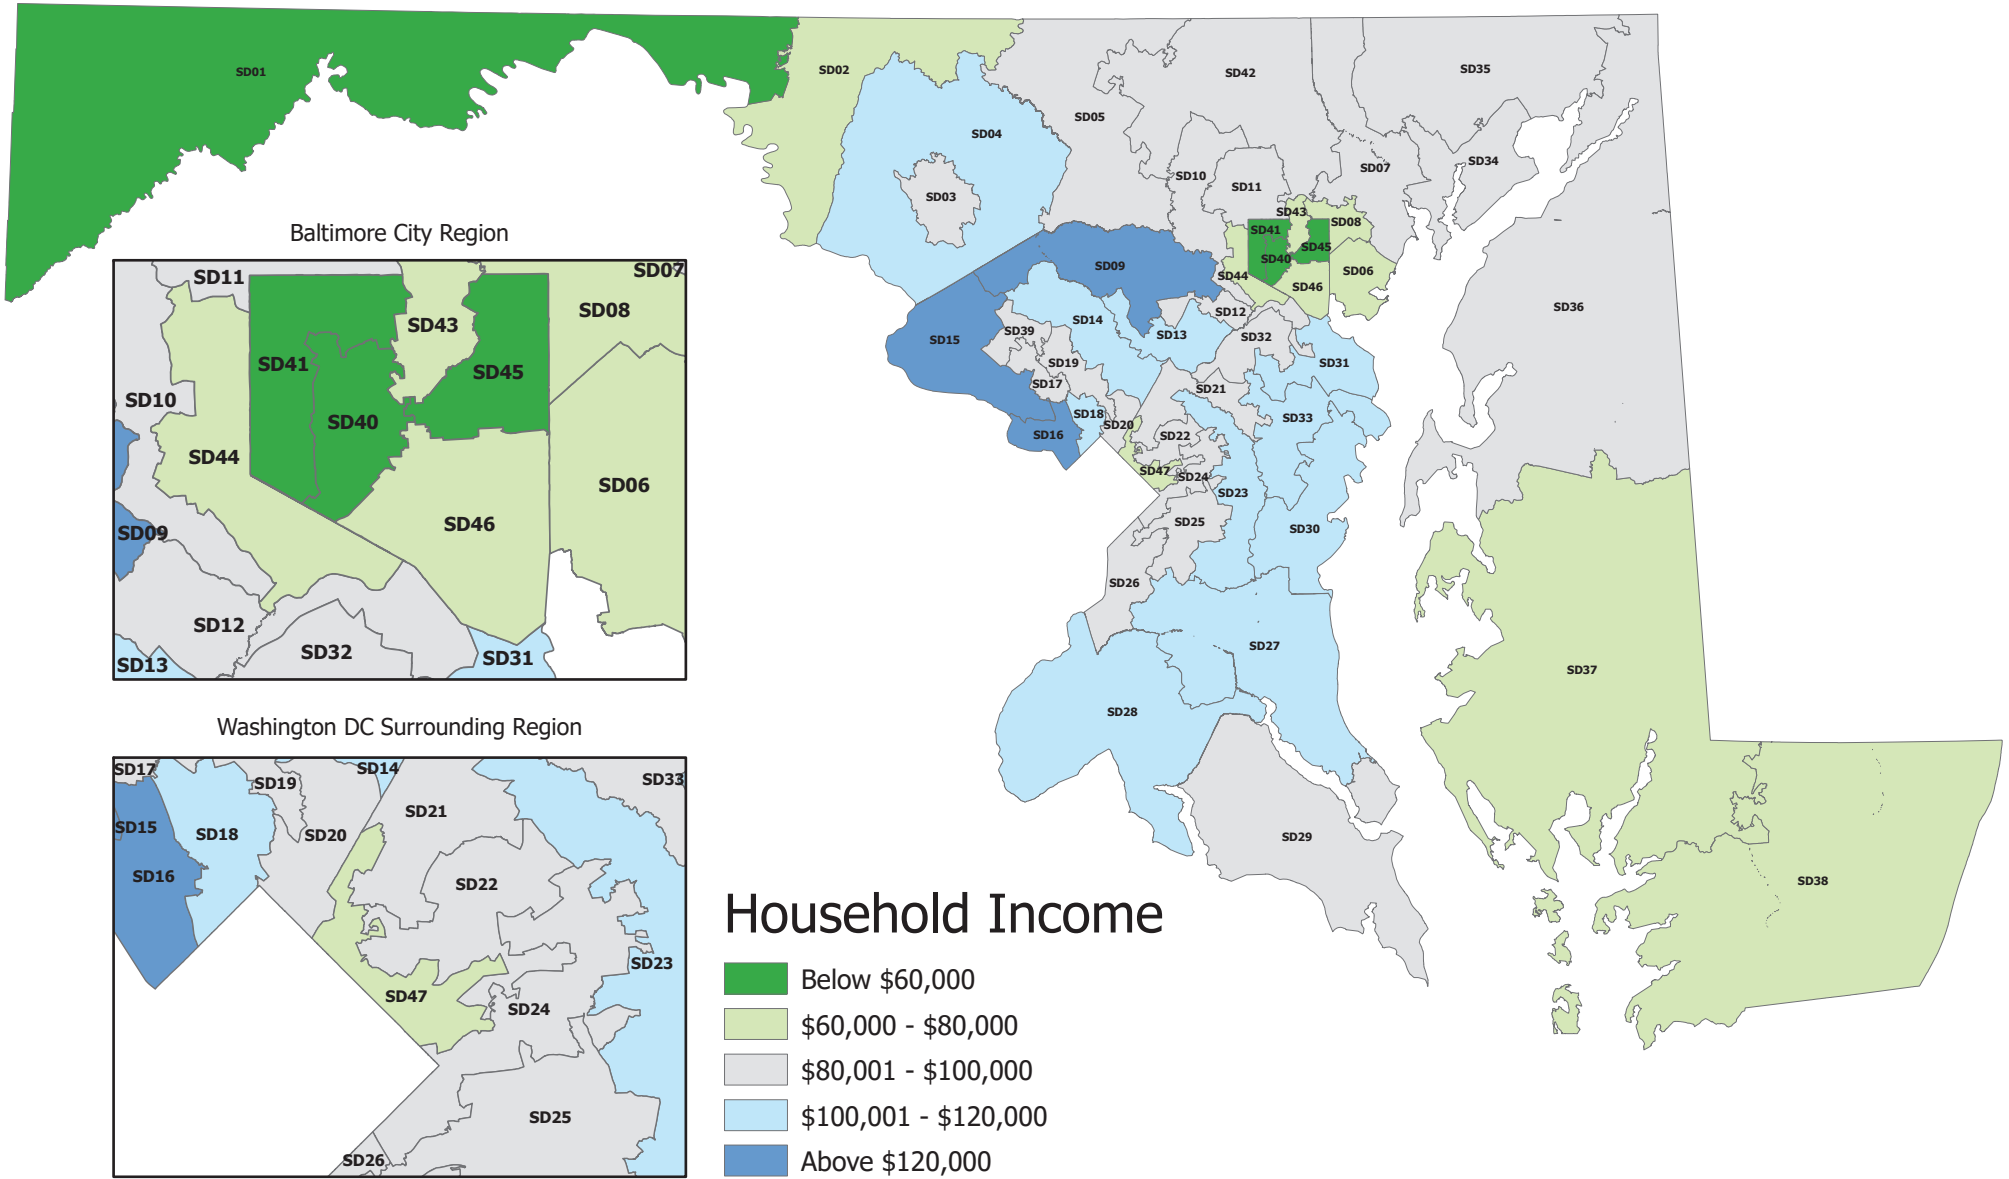 SD01
SD02
SD42
SD35
SD05
SD04
SD34
SD07
SD10
SD11
SD03
SD43
SD08
SD41
SD45
SD40
SD09
SD06
SD44
SD46
SD36
SD12
SD14
SD39
SD13
SD32
SD15
SD31
SD19
SD17
SD21
SD18
SD33
SD20
SD16
SD22
SD47
SD24
SD23
SD25
SD30
SD26
SD27
SD37
SD28
SD29
SD38
Baltimore City Region
SD07
SD11
SD08
SD43
SD41
SD45
SD10
SD40
SD44
SD06
SD46
SD09
SD12
SD32
SD31
SD13
Washington DC Surrounding Region
SD17
SD14
SD19
SD33
SD21
SD15
SD18
SD20
SD16
SD22
SD23
SD47
SD24
SD25
SD26
Household Income
Below $60,000
$60,000 - $80,000
$80,001 - $100,000
$100,001 - $120,000
Above $120,000